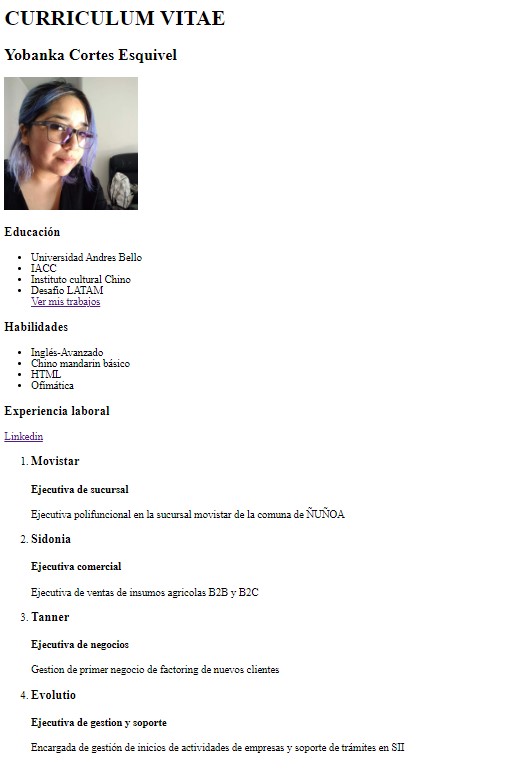 CURRICULUM VITAE
Yobanka Cortes Esquivel
Educación
Universidad Andres Bello
IACC
Instituto cultural Chino
Desafio LATAM
Ver mis trabajos
Habilidades
Inglés-Avanzado
Chino mandarin básico
HTML
Ofimática
Experiencia laboral
Linkedin
1. Movistar
Ejecutiva de sucursal
Ejecutiva polifuncional en la sucursal movistar de la comuna de ÑUÑOA
2. Sidonia
Ejecutiva comercial
Ejecutiva de ventas de insumos agricolas B2B y B2C
3. Tanner
Ejecutiva de negocios
Gestion de primer negocio de factoring de nuevos clientes
4. Evolutio
Ejecutiva de gestion y soporte
Encargada de gestión de inicios de actividades de empresas y soporte de trámites en SII